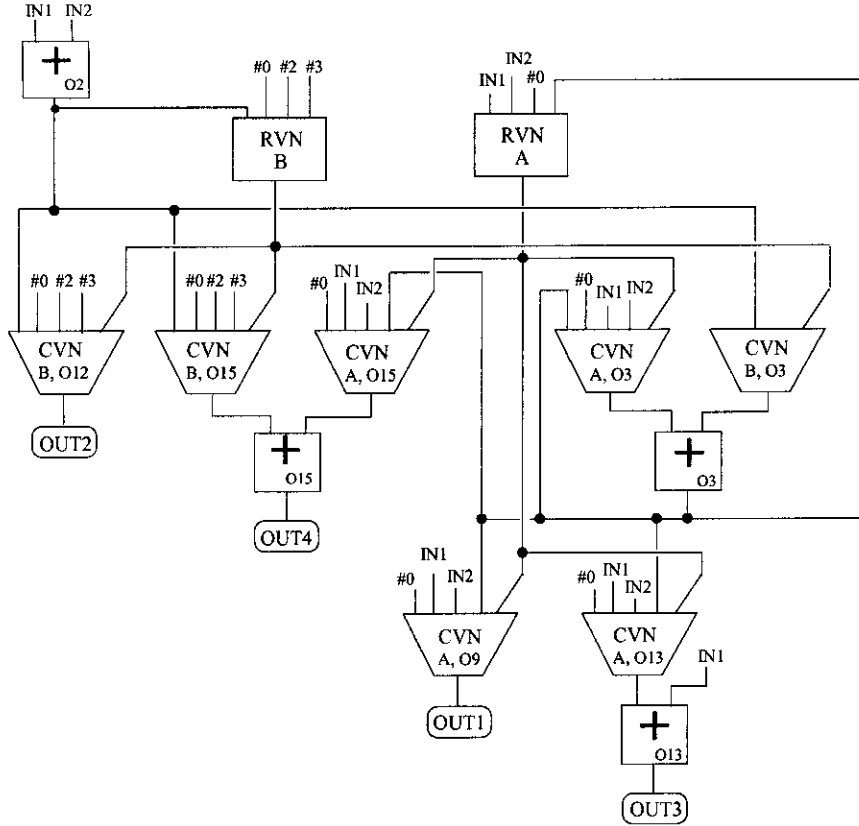 IN1 IN2
+
O2
#0 #2 #3
RVN
B
IN1 IN2 #0
RVN
A
#0 #2 #3
CVN
B, O12
OUT2
#0 #2 #3
CVN
B, O15
#0 IN1 IN2
CVN
A, O15
+
O15
OUT4
#0 IN1 IN2
CVN
A, O3
CVN
B, O3
+
O3
#0 IN1 IN2
CVN
A, O9
OUT1
#0 IN1 IN2
CVN
A, O13
IN1
+
O13
OUT3